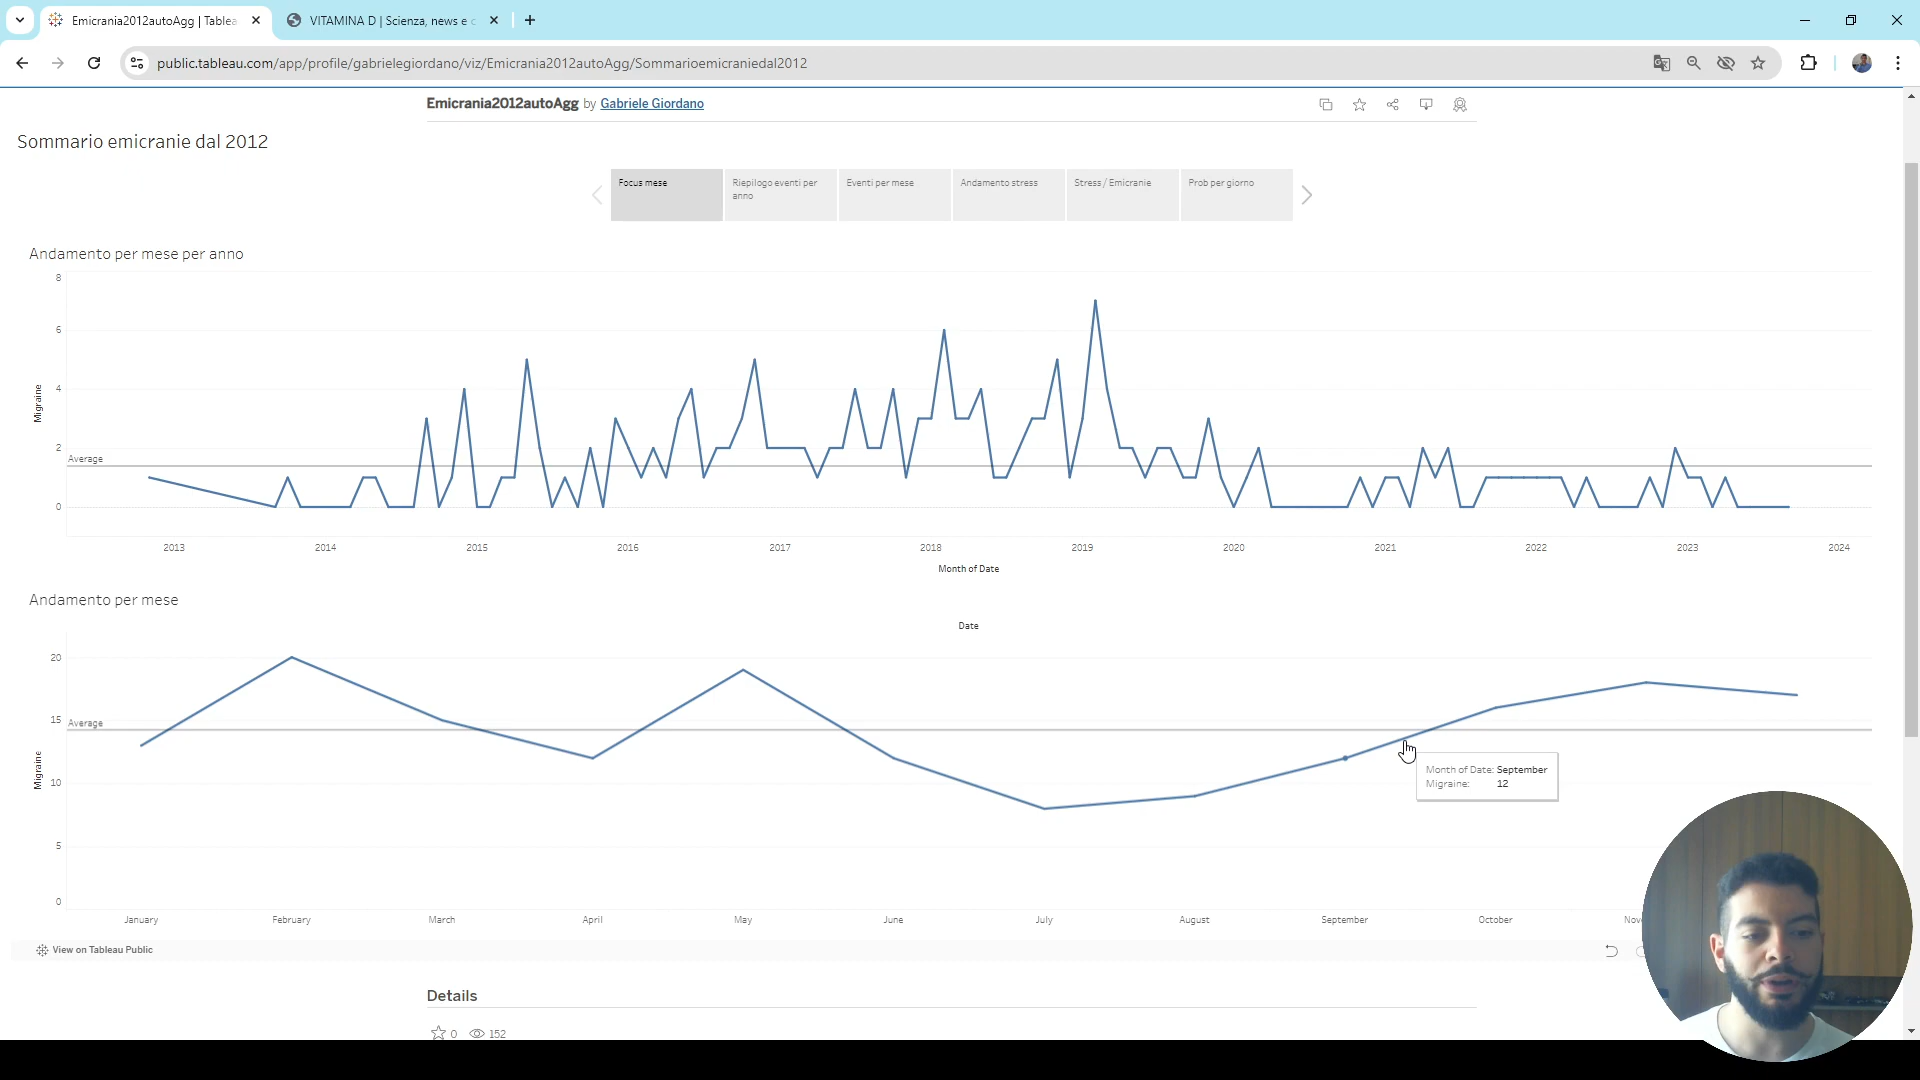 Emicrania2012autoAgg | Tablea
VITAMINA D | Scienza, news e c
public.tableau.com/app/profile/gabrielegiordano/viz/Emicrania2012autoAgg/Sommarioemicraniedal2012
Emicrania2012autoAgg by Gabriele Giordano
Sommario emicranie dal 2012
Focus mese
Riepilogo eventi per
anno
Eventi per mese
Andamento stress
Stress / Emicranie
Prob per giorno
Andamento per mese per anno
8
6
4
2
0
Migraine
Average
2013 2014 2015 2016 2017 2018 2019 2020 2021 2022 2023 2024
Month of Date
Andamento per mese
Date
20
15
10
5
0
Migraine
Average
Month of Date: September
Migraine: 12
January February March April May June July August September October Nov
View on Tableau Public
Details
0 152